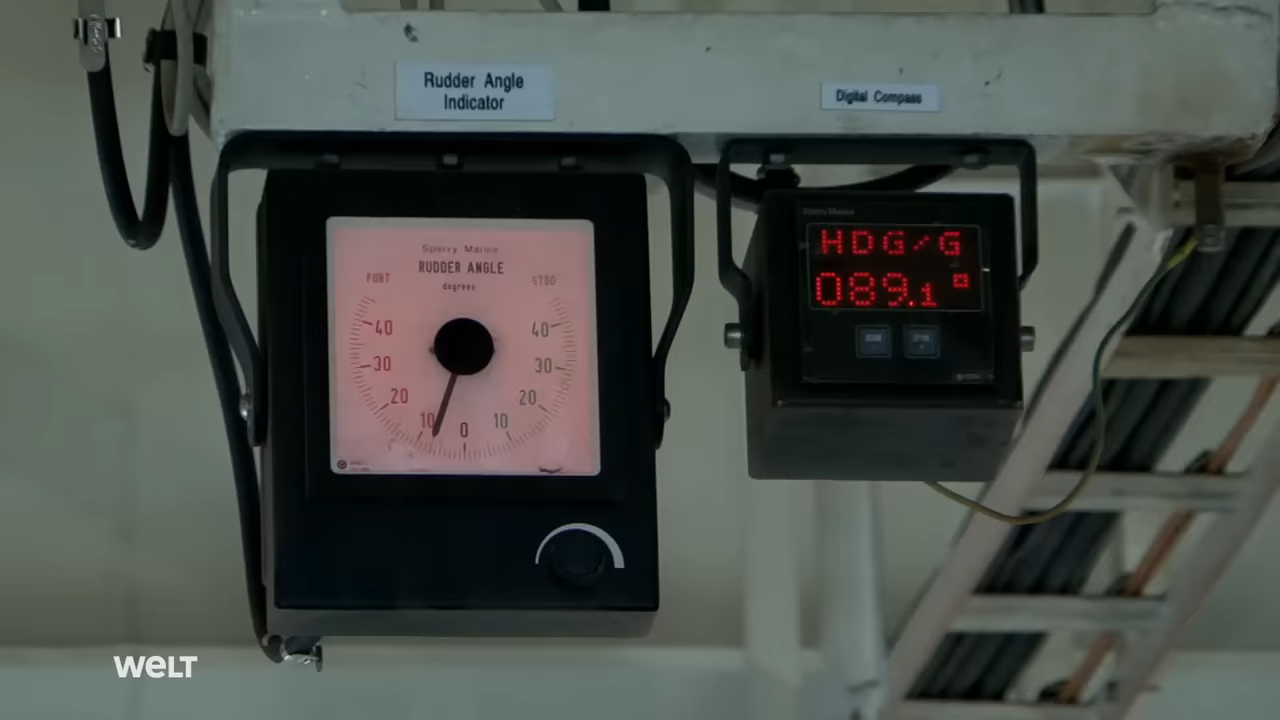 Rudder Angle
Indicator
Digital Compass
Sperry Marine
RUDDER ANGLE
degrees
PORT
STBD
40
30
20
10
0
10
20
30
40
HDG/G
089.1°
WELT